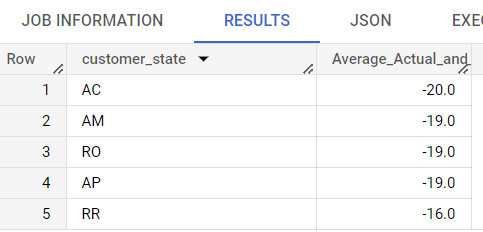 JOB INFORMATION RESULTS JSON EXEC
Row customer_state Average_Actual_and_
1 AC -20.0
2 AM -19.0
3 RO -19.0
4 AP -19.0
5 RR -16.0